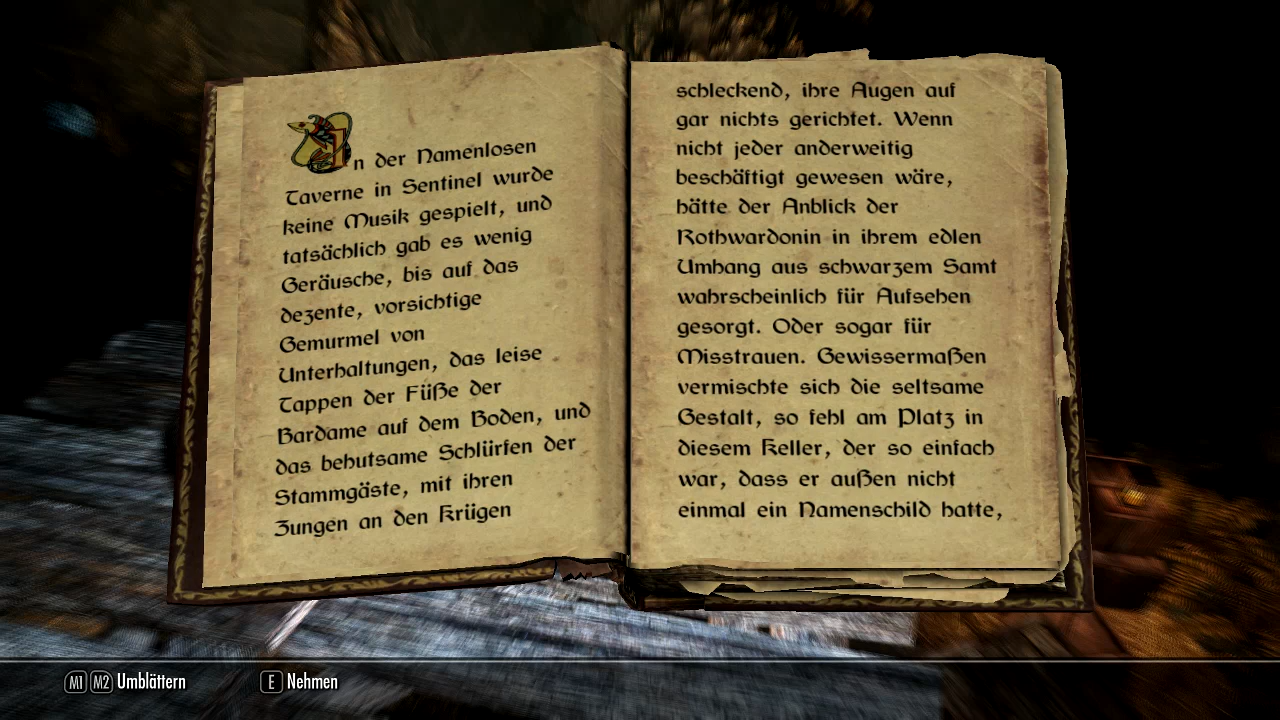 In der Namenlosen
Taverne in Sentinel wurde
keine Musik gespielt, und
tatsächlich gab es wenig
Geräusche, bis auf das
dezente, vorsichtige
Gemurmel von
Unterhaltungen, das leise
Tappen der Füße der
Bardame auf dem Boden, und
das behutsame Schlürfen der
Stammgäste, mit ihren
Zungen an den Krügen
schleckend, ihre Augen auf
gar nichts gerichtet. Wenn
nicht jeder anderweitig
beschäftigt gewesen wäre,
hätte der Anblick der
Rothwardonin in ihrem edlen
Umhang aus schwarzem Samt
wahrscheinlich für Aufsehen
gesorgt. Oder sogar für
Misstrauen. Gewissermaßen
vermischte sich die seltsame
Gestalt, so fehl am Platz in
diesem Keller, der so einfach
war, dass er außen nicht
einmal ein Namenschild hatte,
M1 M2 Umblättern E Nehmen